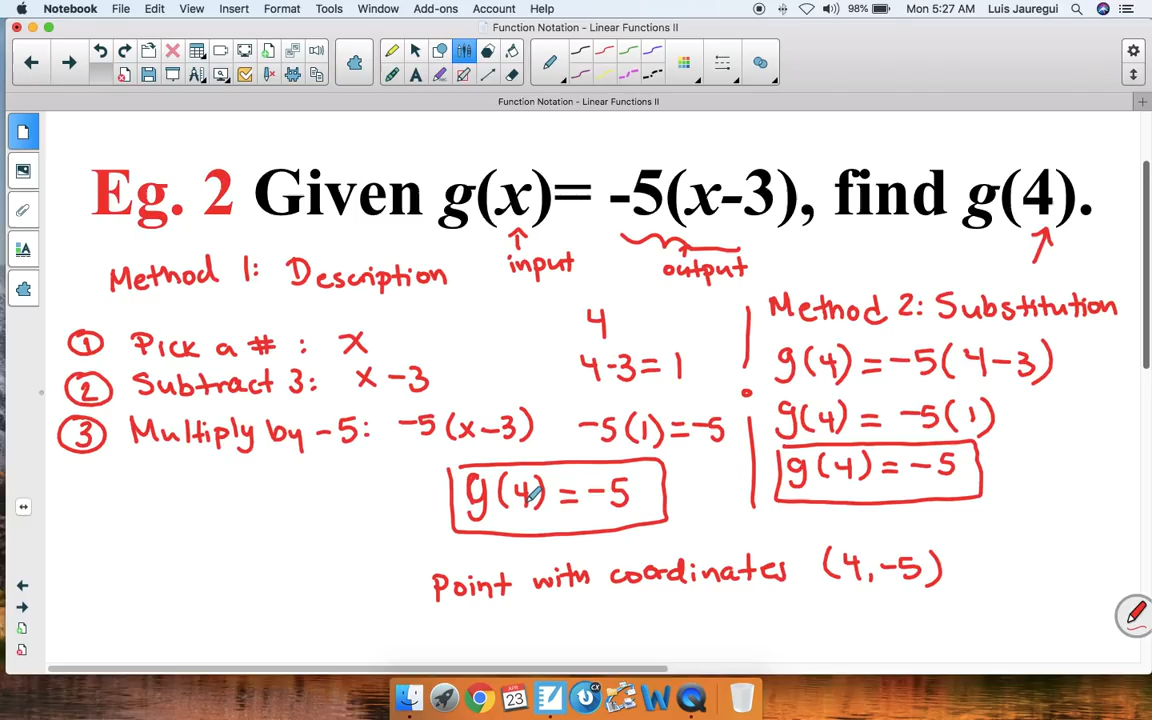 Notebook File Edit View Insert Format Tools Window Add-ons Account Help 98% Mon 5:27 AM Luis Jauregui
Function Notation - Linear Functions II
Function Notation - Linear Functions II
Eg. 2 Given g(x)= -5(x-3), find g(4).
input
output
Method 1: Description
① Pick a # : x
② Subtract 3: x -3
③ Multiply by -5: -5(x-3)
4
4-3=1
-5(1)=-5
g(4) = -5
Method 2: Substitution
g(4) = -5(4-3)
g(4) = -5(1)
g(4) = -5
Point with coordinates (4,-5)
APR
23
CX
W